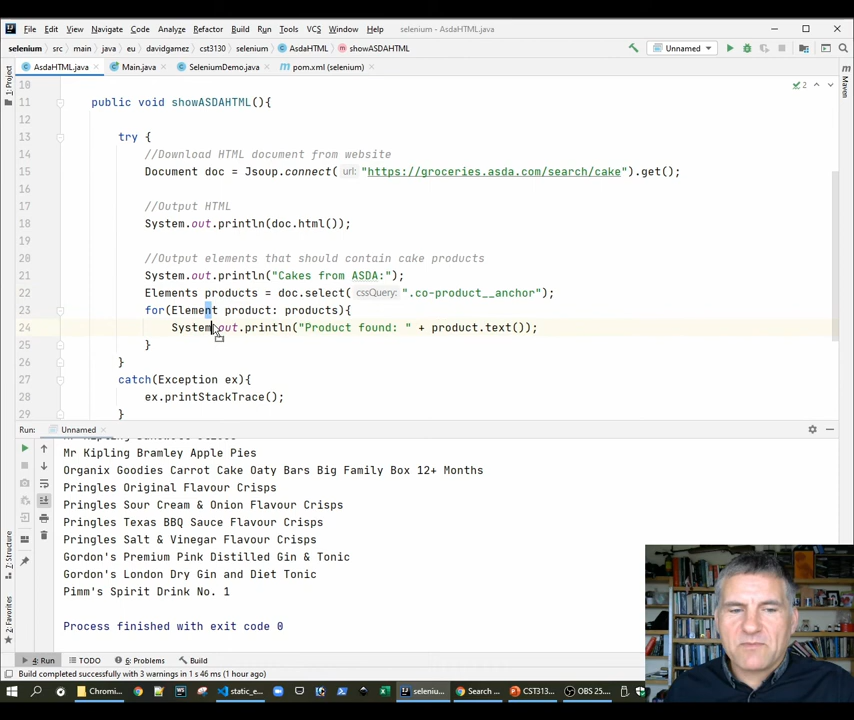 File Edit View Navigate Code Analyze Refactor Build Run Tools VCS Window Help selenium - AsdaHTML.java
selenium src main java eu davidgamez cst3130 selenium AsdaHTML showASDAHTML Unnamed
AsdaHTML.java Main.java SeleniumDemo.java pom.xml (selenium)
Project
Maven
10 2
11 public void showASDAHTML(){
12
13 try {
14 //Download HTML document from website
15 Document doc = Jsoup.connect( url: "https://groceries.asda.com/search/cake").get();
16
17 //Output HTML
18 System.out.println(doc.html());
19
20 //Output elements that should contain cake products
21 System.out.println("Cakes from ASDA:");
22 Elements products = doc.select( cssQuery: ".co-product__anchor");
23 for(Element product: products){
24 System.out.println("Product found: " + product.text());
25 }
26 }
27 catch(Exception ex){
28 ex.printStackTrace();
29 }
Run: Unnamed
Mr Kipling Bramley Apple Pies
Organix Goodies Carrot Cake Oaty Bars Big Family Box 12+ Months
Pringles Original Flavour Crisps
Pringles Sour Cream & Onion Flavour Crisps
Pringles Texas BBQ Sauce Flavour Crisps
Pringles Salt & Vinegar Flavour Crisps
Gordon's Premium Pink Distilled Gin & Tonic
Gordon's London Dry Gin and Diet Tonic
Pimm's Spirit Drink No. 1
Process finished with exit code 0
Structure
Favorites
4: Run TODO 6: Problems Build
Build completed successfully with 3 warnings in 1 s 46 ms (1 hour ago)
Chromi... static_e... seleniu... Search ... CST313... OBS 25....